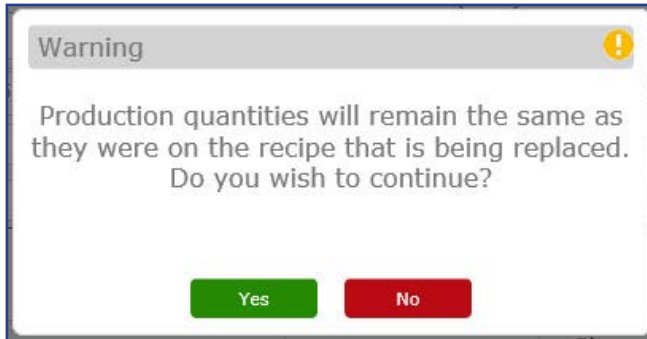 Warning
Production quantities will remain the same as
they were on the recipe that is being replaced.
Do you wish to continue?
Yes
No